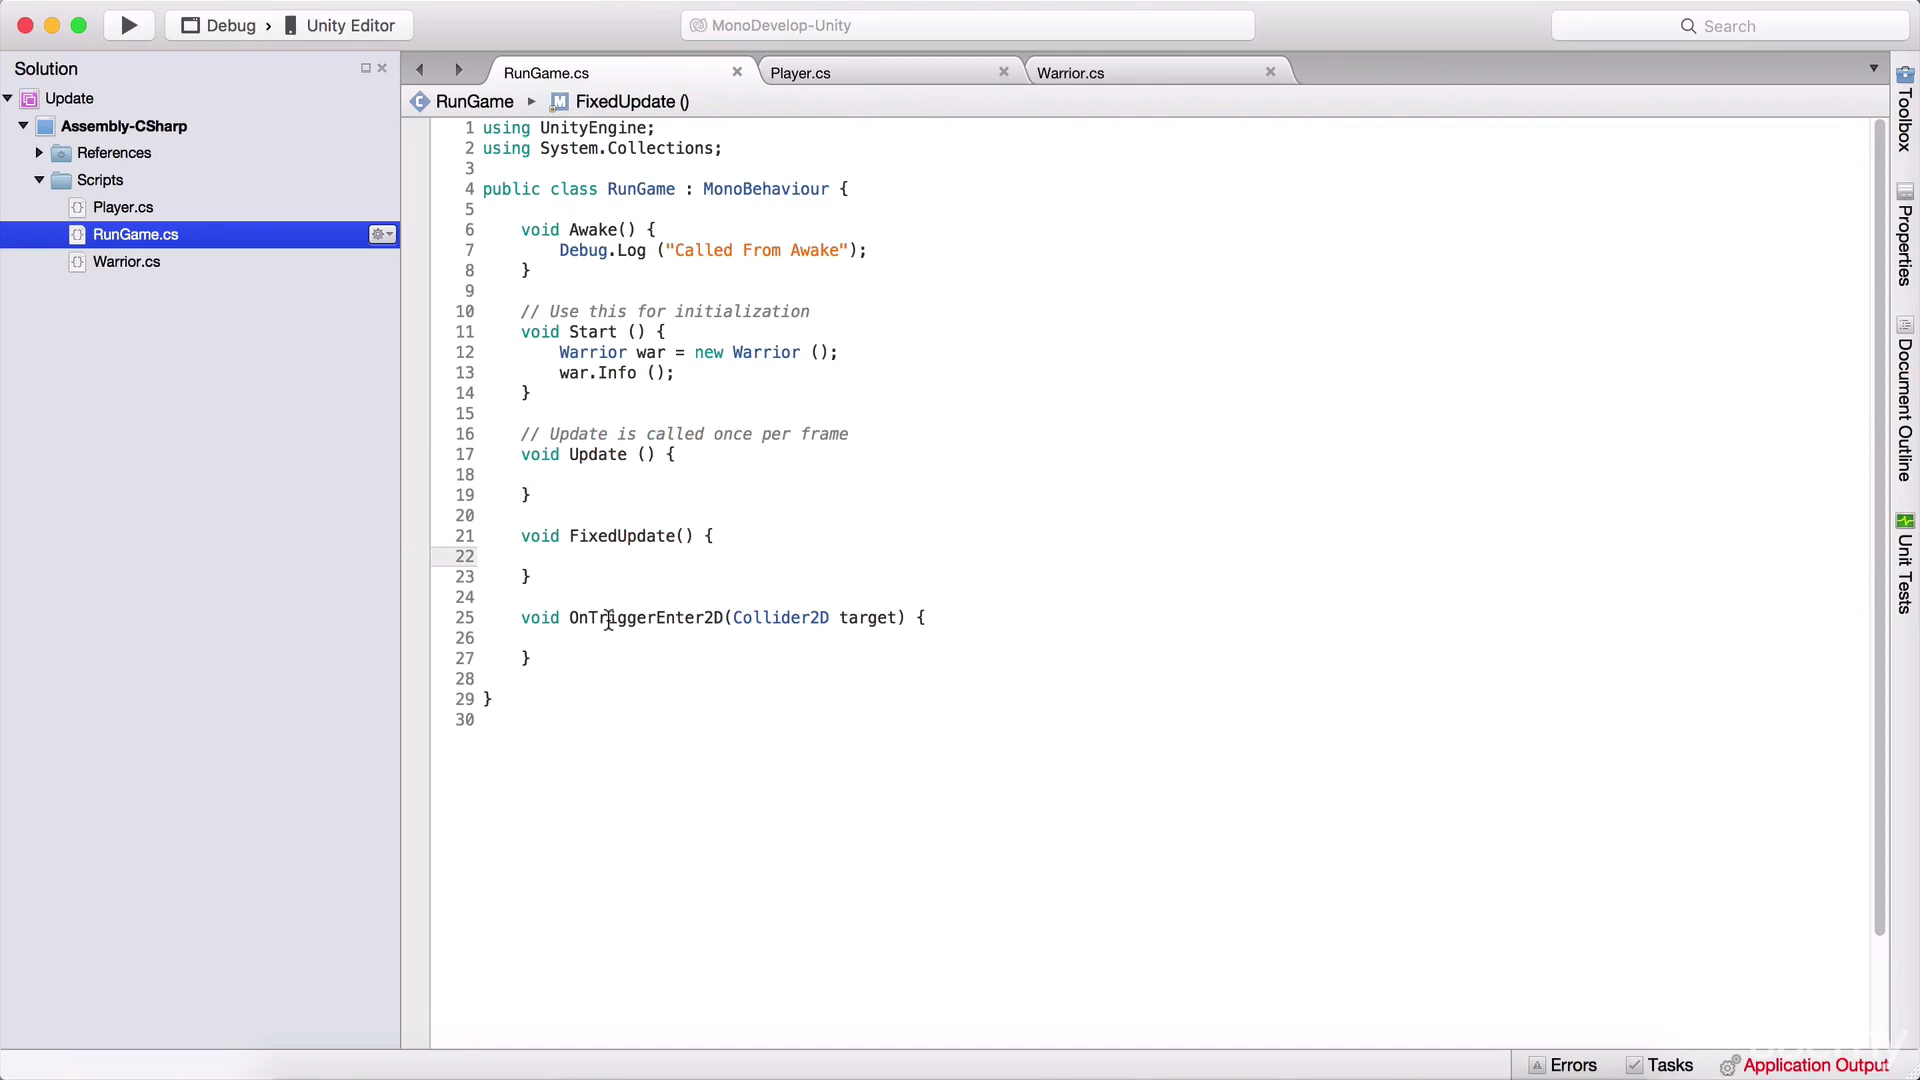 Debug › Unity Editor
MonoDevelop-Unity
Search
Solution
Update
Assembly-CSharp
References
Scripts
Player.cs
RunGame.cs
Warrior.cs
RunGame.cs
Player.cs
Warrior.cs
RunGame ▸ M FixedUpdate ()
1 using UnityEngine;
2 using System.Collections;
3
4 public class RunGame : MonoBehaviour {
5
6 void Awake() {
7 Debug.Log ("Called From Awake");
8 }
9
10 // Use this for initialization
11 void Start () {
12 Warrior war = new Warrior ();
13 war.Info ();
14 }
15
16 // Update is called once per frame
17 void Update () {
18
19 }
20
21 void FixedUpdate() {
22
23 }
24
25 void OnTriggerEnter2D(Collider2D target) {
26
27 }
28
29 }
30
Toolbox
Properties
Document Outline
Unit Tests
Errors
Tasks
Application Output